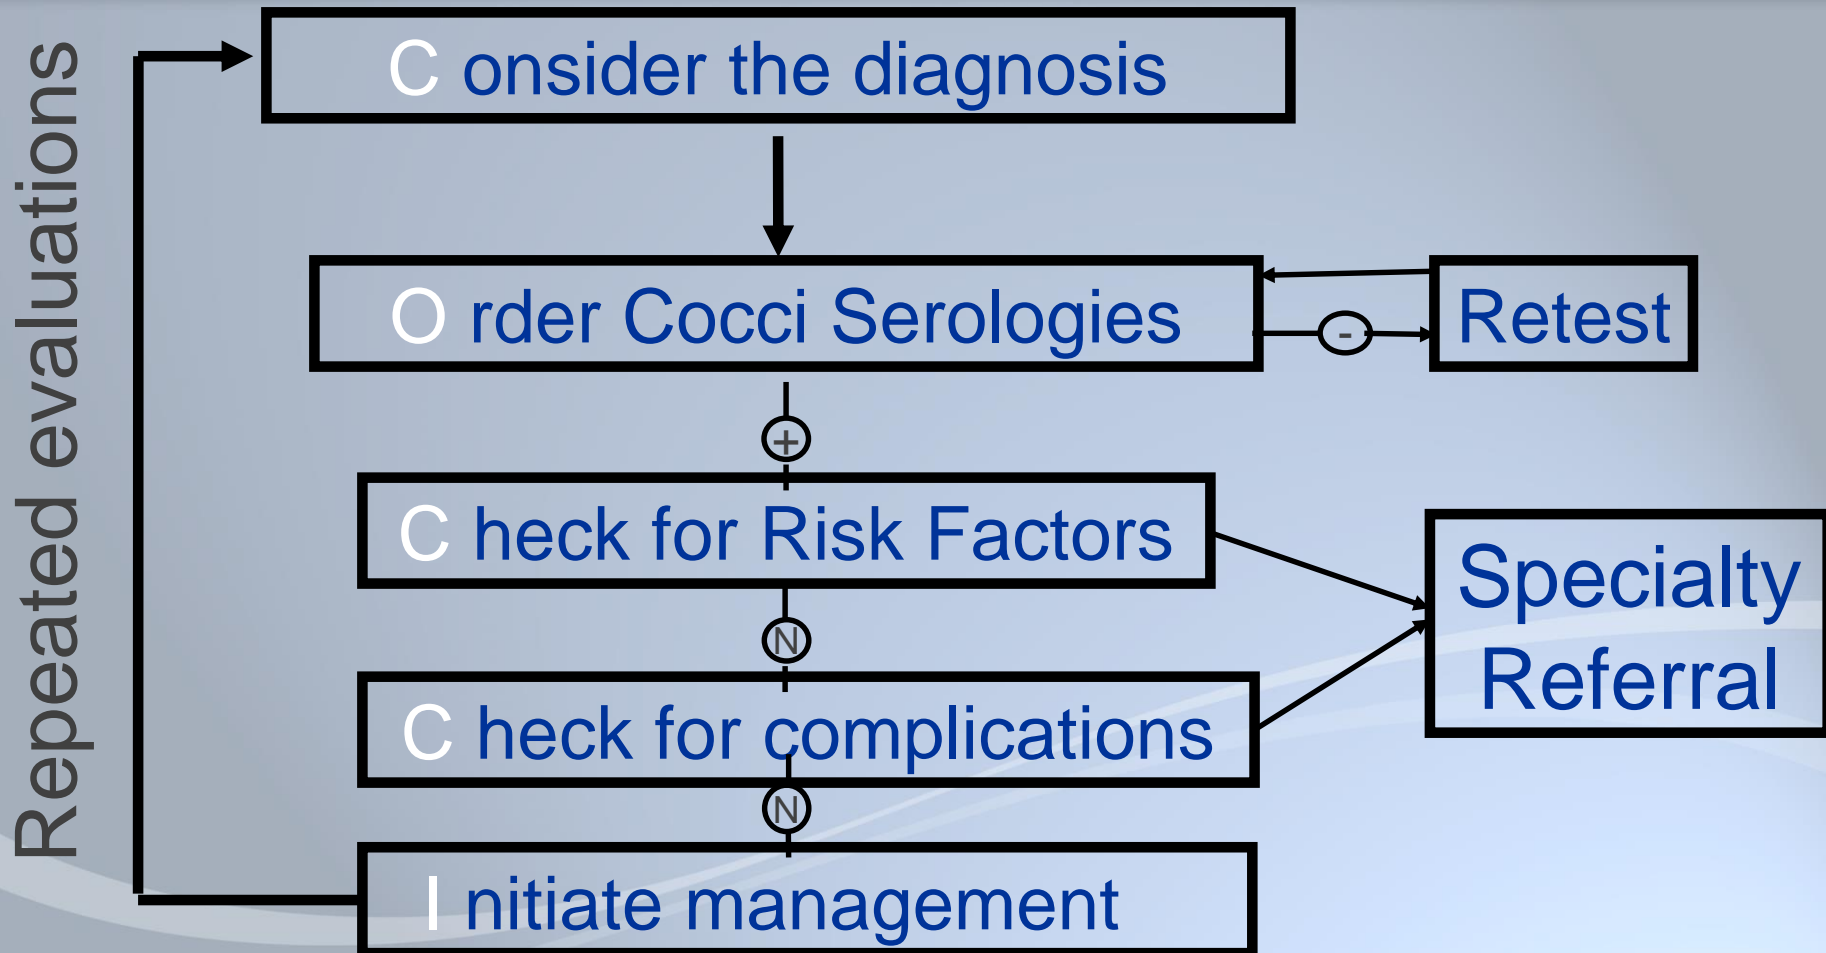 Repeated evaluations
C onsider the diagnosis
O rder Cocci Serologies
-
Retest
+
C heck for Risk Factors
N
Specialty
Referral
C heck for complications
N
I nitiate management